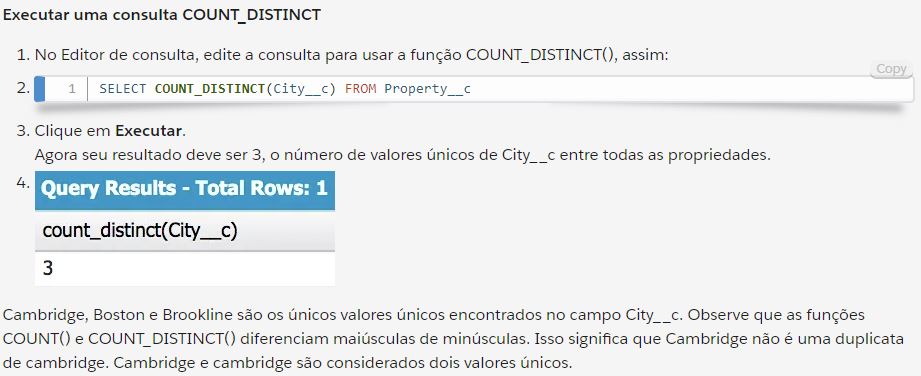 Executar uma consulta COUNT_DISTINCT
1. No Editor de consulta, edite a consulta para usar a função COUNT_DISTINCT(), assim:
Copy
2. 1 SELECT COUNT_DISTINCT(City__c) FROM Property__c
3. Clique em Executar.
Agora seu resultado deve ser 3, o número de valores únicos de City__c entre todas as propriedades.
4. Query Results - Total Rows: 1
count_distinct(City__c)
3
Cambridge, Boston e Brookline são os únicos valores únicos encontrados no campo City__c. Observe que as funções
COUNT() e COUNT_DISTINCT() diferenciam maiúsculas de minúsculas. Isso significa que Cambridge não é uma duplicata
de cambridge. Cambridge e cambridge são considerados dois valores únicos.